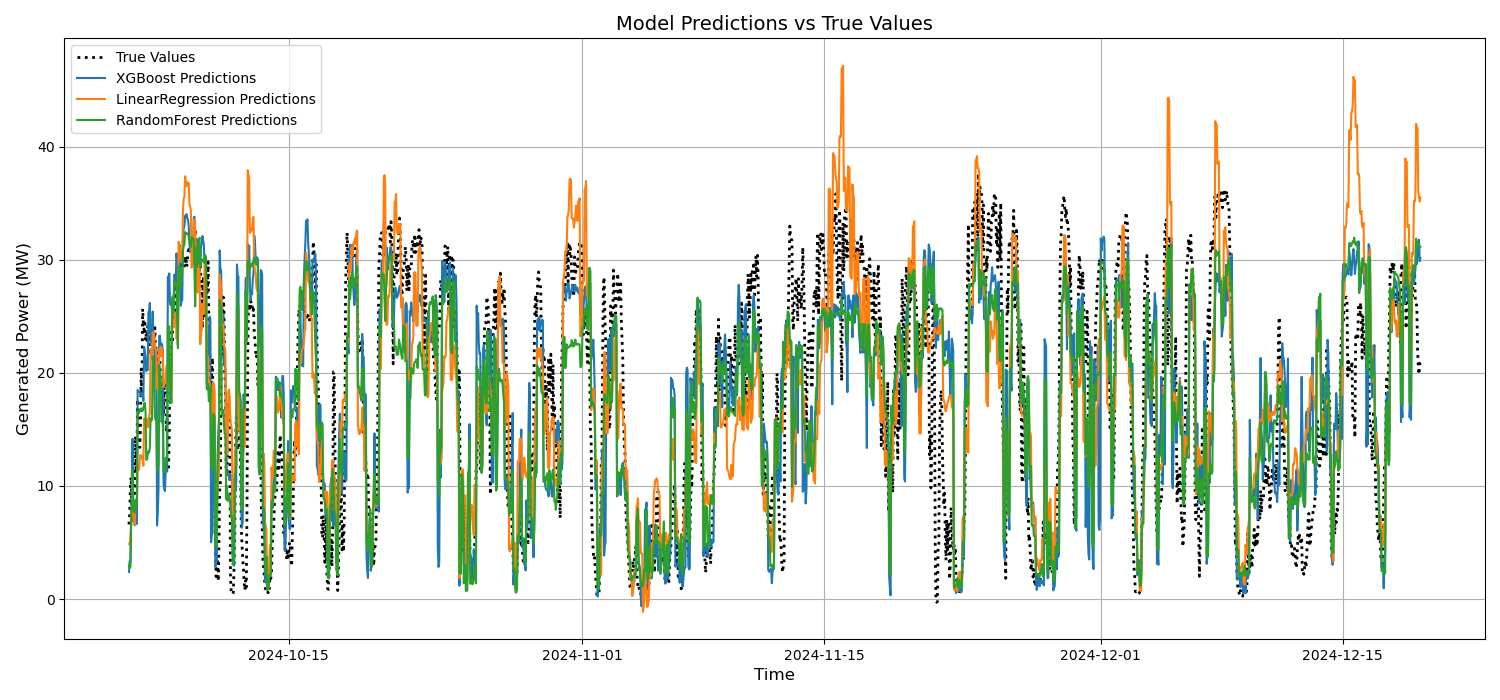 Model Predictions vs True Values
True Values
XGBoost Predictions
LinearRegression Predictions
RandomForest Predictions
Generated Power (MW)
40
30
20
10
0
2024-10-15
2024-11-01
2024-11-15
2024-12-01
2024-12-15
Time